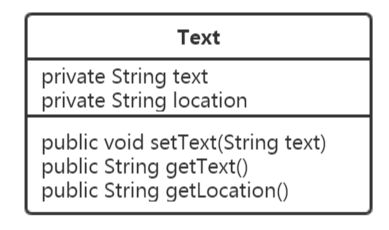 Text
private String text
private String location
public void setText(String text)
public String getText()
public String getLocation()